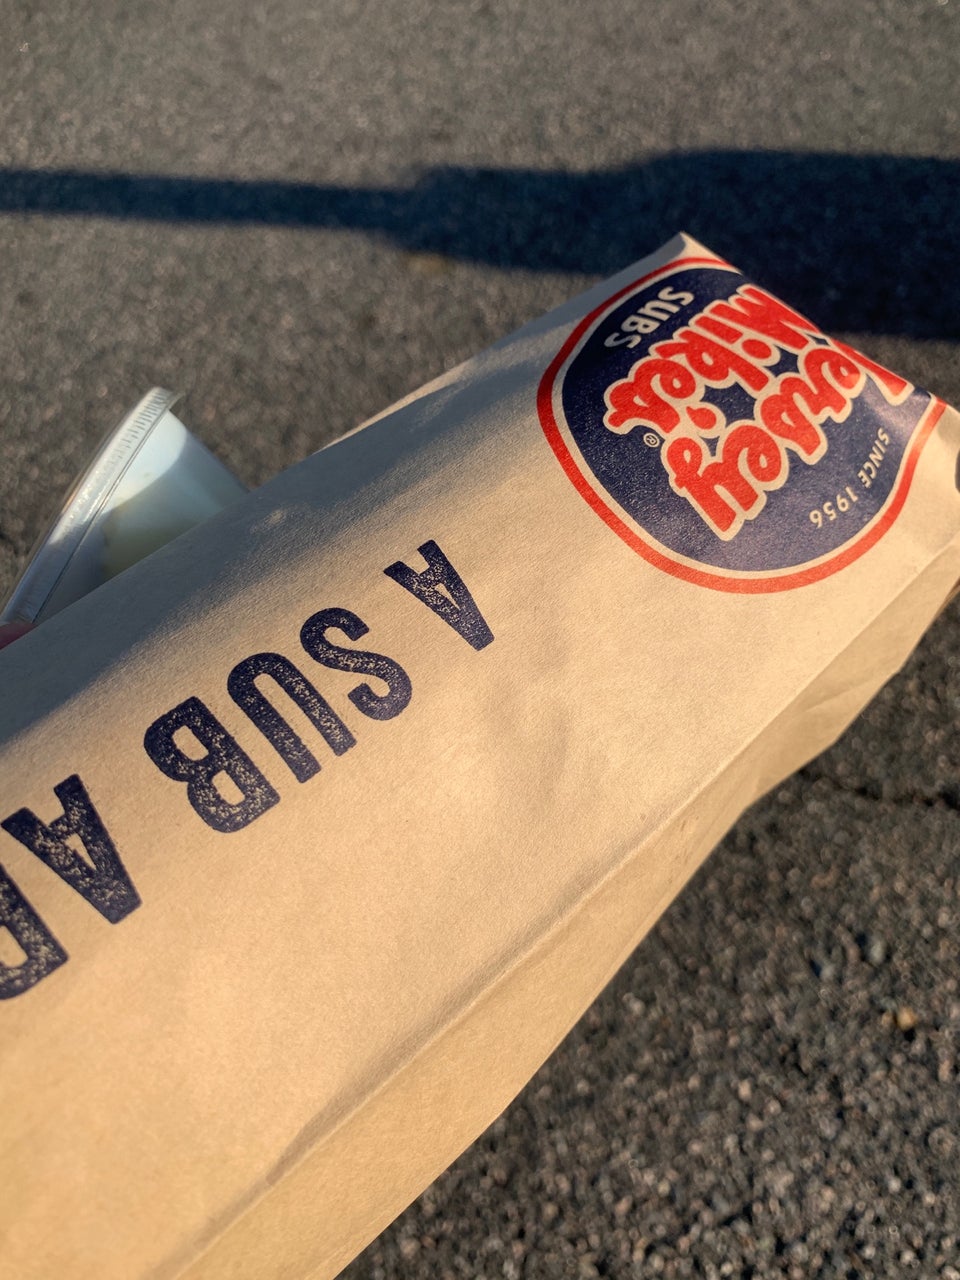 SINCE 1956
Jersey
Mike's®
SUBS
A SUB